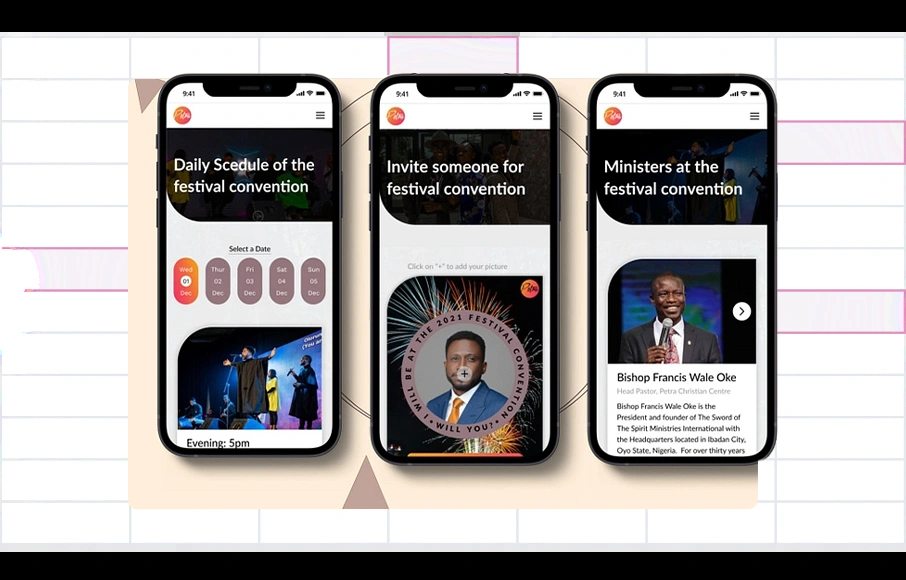 9:41
Petra
Daily Scedule of the
festival convention
Select a Date
Wed Thur Fri Sat Sun
01 02 03 04 05
Dec Dec Dec Dec Dec
Evening: 5pm
9:41
Petra
Invite someone for
festival convention
Click on "+" to add your picture
Petra
I WILL BE AT THE 2021 FESTIVAL CONVENTION
• WILL YOU? •
+
9:41
Petra
Ministers at the
festival convention
Bishop Francis Wale Oke
Head Pastor, Petra Christian Centre
Bishop Francis Wale Oke is the
President and founder of The Sword of
The Spirit Ministries International with
the Headquarters located in Ibadan City,
Oyo State, Nigeria. For over thirty years